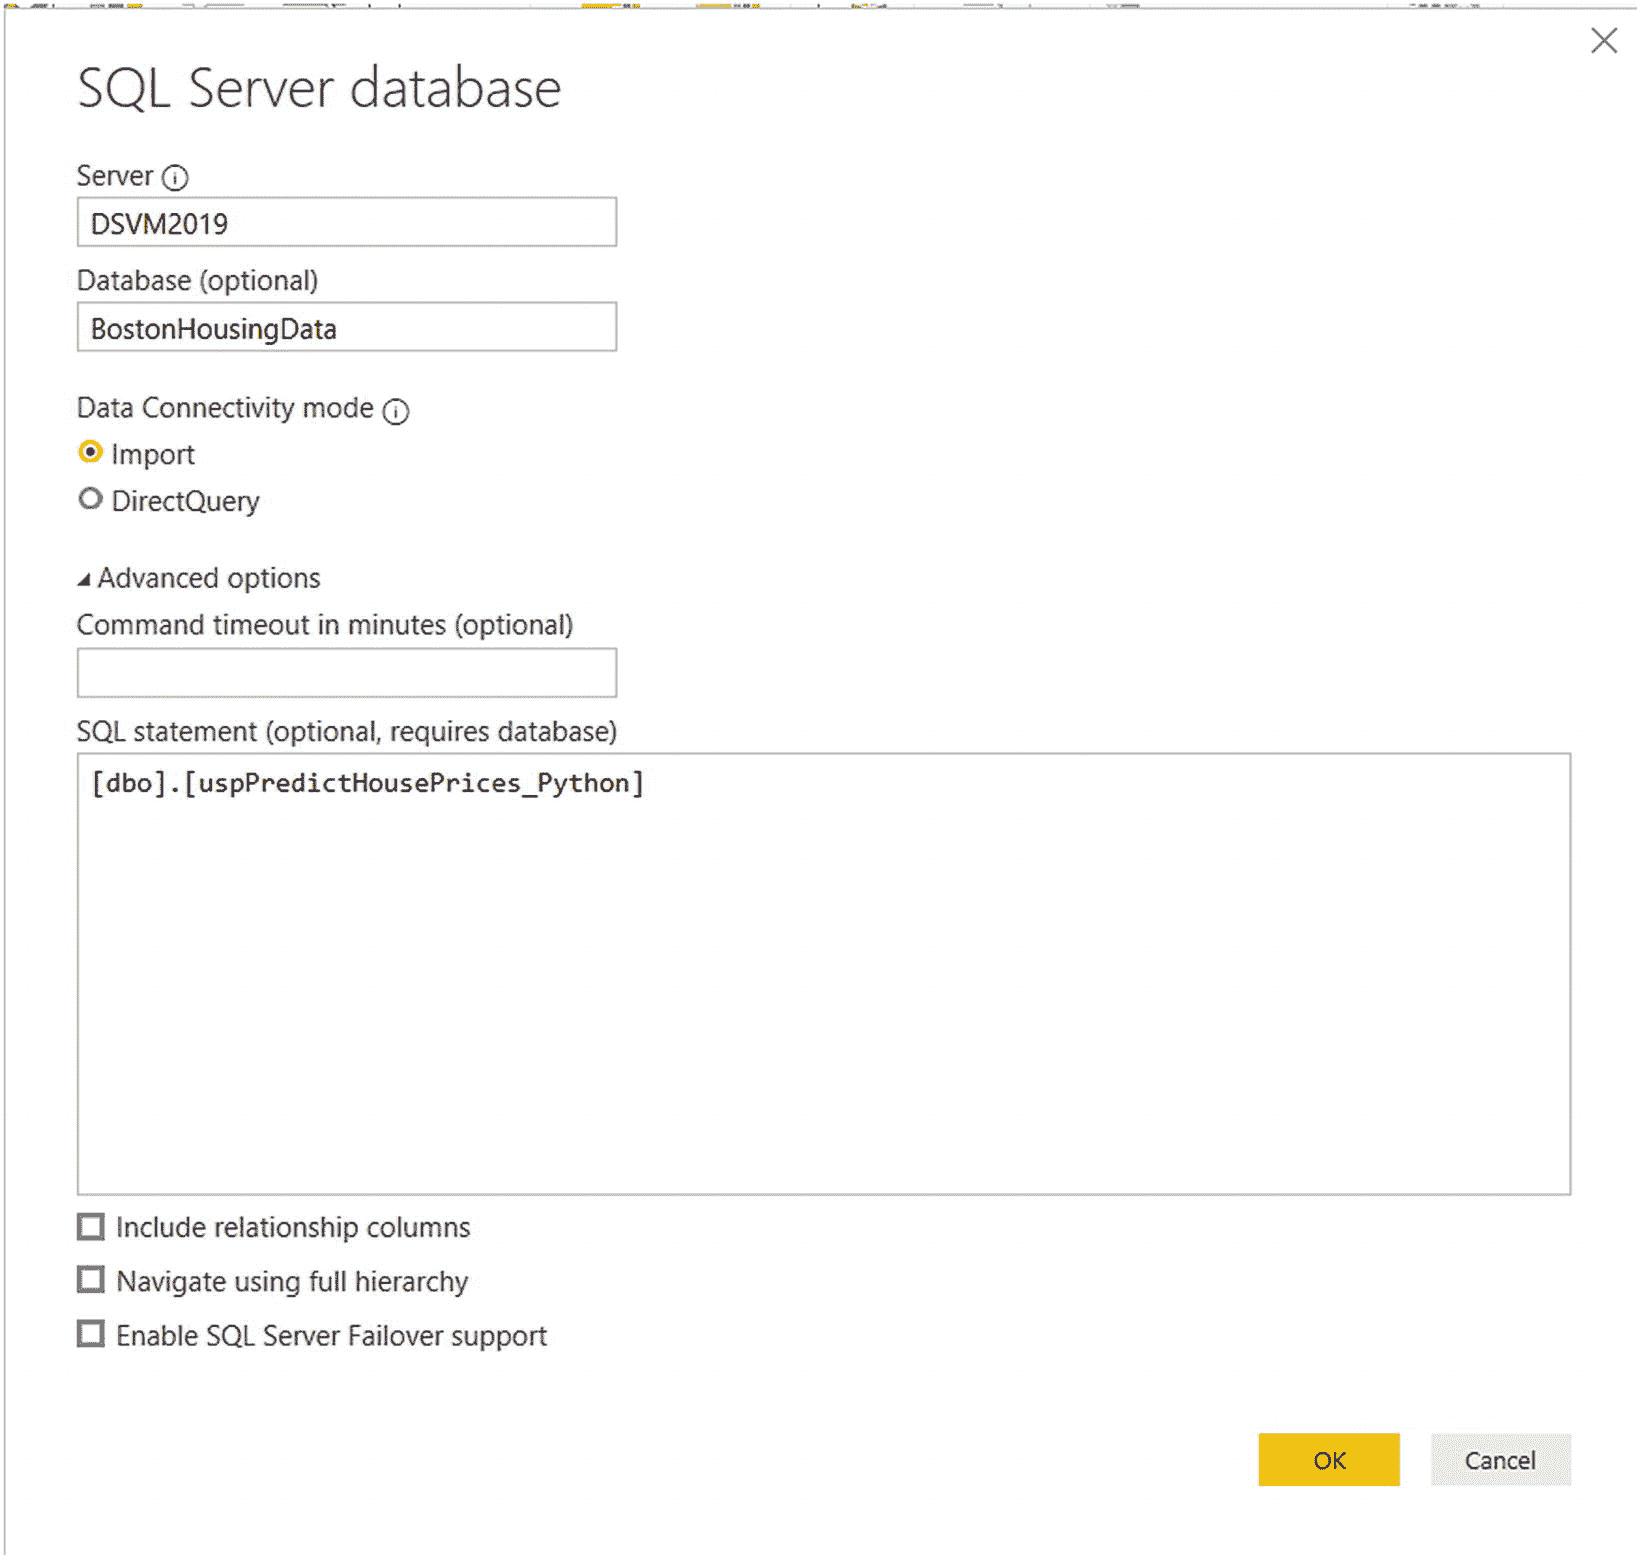 SQL Server database
Server
DSVM2019
Database (optional)
BostonHousingData
Data Connectivity mode
Import
DirectQuery
Advanced options
Command timeout in minutes (optional)
SQL statement (optional, requires database)
[dbo].[uspPredictHousePrices_Python]
Include relationship columns
Navigate using full hierarchy
Enable SQL Server Failover support
OK Cancel